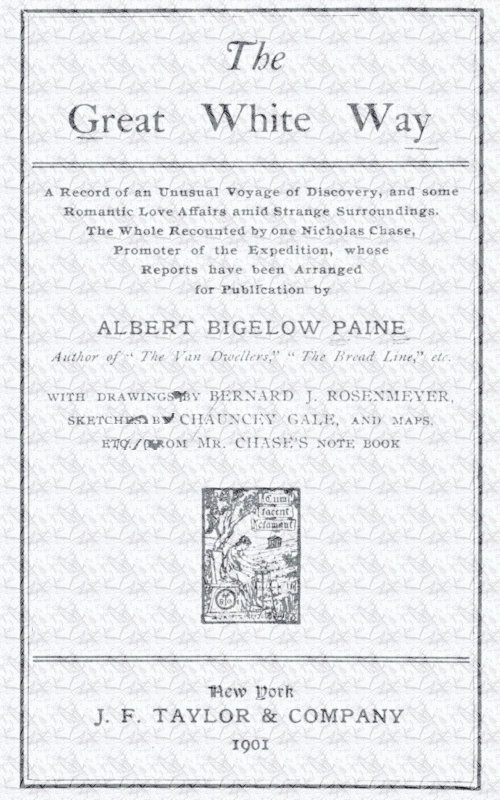 The
Great White Way
A Record of an Unusual Voyage of Discovery, and some
Romantic Love Affairs amid Strange Surroundings.
The Whole Recounted by one Nicholas Chase,
Promoter of the Expedition, whose
Reports have been Arranged
for Publication by
ALBERT BIGELOW PAINE
Author of "The Van Dwellers," "The Bread Line," etc.
WITH DRAWINGS BY BERNARD J. ROSENMEYER,
SKETCHES BY CHAUNCEY GALE, AND MAPS,
ETC., FROM MR. CHASE'S NOTE BOOK
Cum
tacent
clamant
New York
J. F. TAYLOR & COMPANY
1901